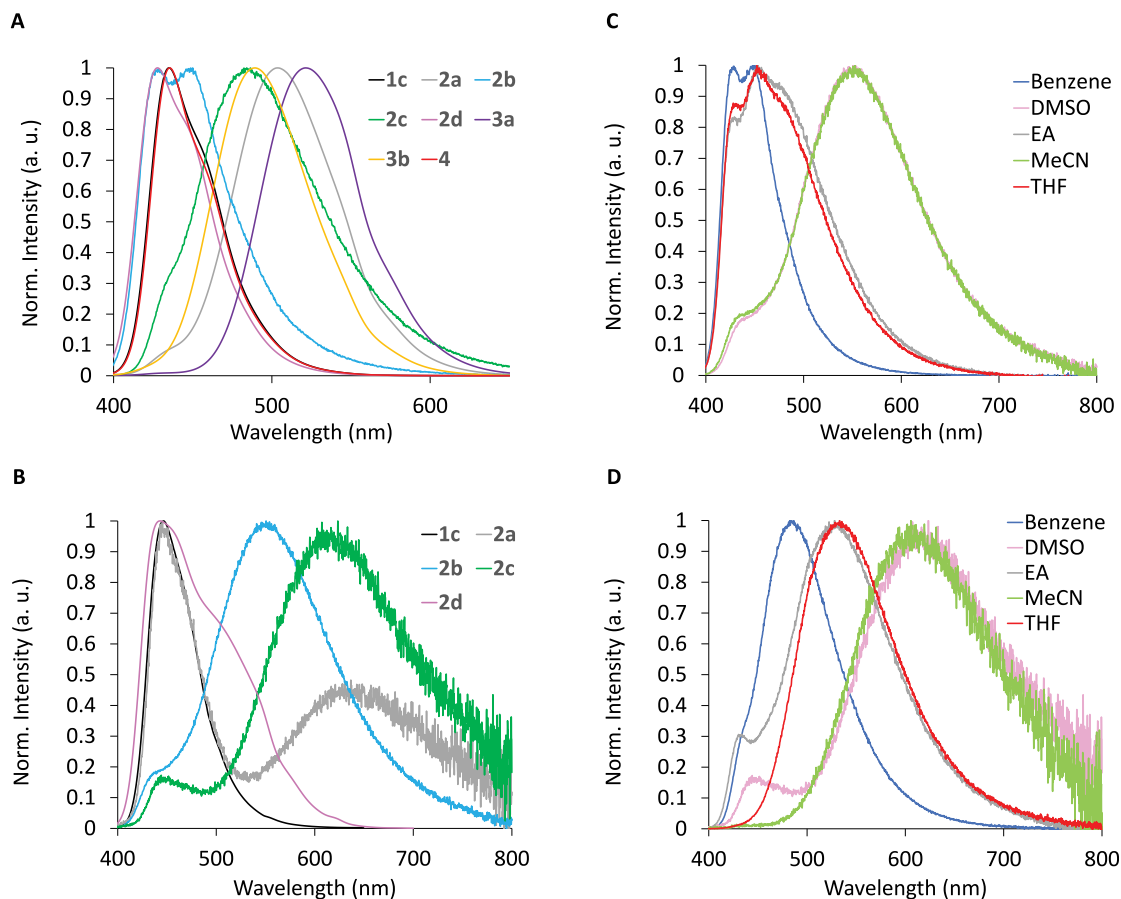 A
1
0.9
0.8
0.7
0.6
0.5
0.4
0.3
0.2
0.1
0
Norm. Intensity (a. u.)
400 500 600
Wavelength (nm)
1c 2a 2b
2c 2d 3a
3b 4
C
1
0.9
0.8
0.7
0.6
0.5
0.4
0.3
0.2
0.1
0
Norm. Intensity (a. u.)
400 500 600 700 800
Wavelength (nm)
Benzene
DMSO
EA
MeCN
THF
B
1
0.9
0.8
0.7
0.6
0.5
0.4
0.3
0.2
0.1
0
Norm. Intensity (a. u.)
400 500 600 700 800
Wavelength (nm)
1c 2a
2b 2c
2d
D
1
0.9
0.8
0.7
0.6
0.5
0.4
0.3
0.2
0.1
0
Norm. Intensity (a. u.)
400 500 600 700 800
Wavelength (nm)
Benzene
DMSO
EA
MeCN
THF